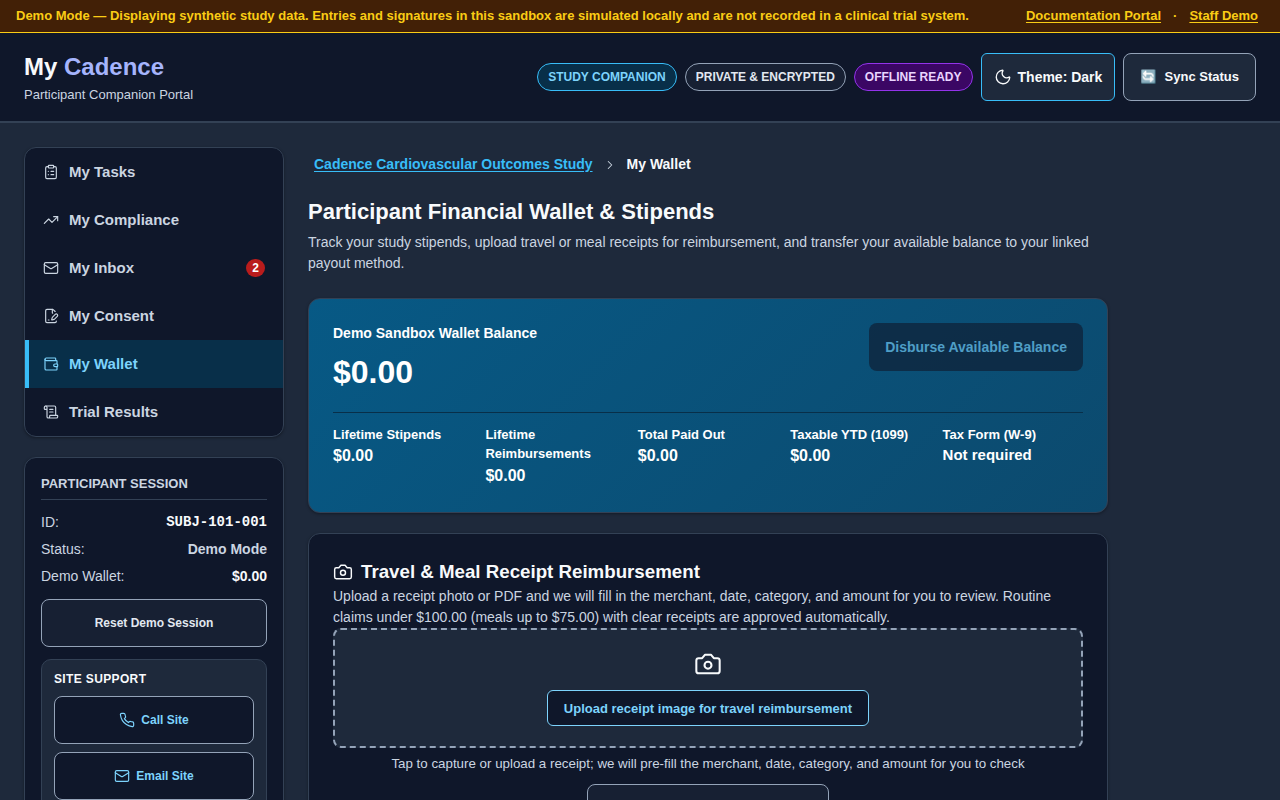 Demo Mode — Displaying synthetic study data. Entries and signatures in this sandbox are simulated locally and are not recorded in a clinical trial system.
Documentation Portal · Staff Demo
My Cadence
Participant Companion Portal
STUDY COMPANION
PRIVATE & ENCRYPTED
OFFLINE READY
Theme: Dark
Sync Status
My Tasks
My Compliance
My Inbox
2
My Consent
My Wallet
Trial Results
PARTICIPANT SESSION
ID: SUBJ-101-001
Status: Demo Mode
Demo Wallet: $0.00
Reset Demo Session
SITE SUPPORT
Call Site
Email Site
Cadence Cardiovascular Outcomes Study > My Wallet
Participant Financial Wallet & Stipends
Track your study stipends, upload travel or meal receipts for reimbursement, and transfer your available balance to your linked
payout method.
Demo Sandbox Wallet Balance
$0.00
Disburse Available Balance
Lifetime Stipends
$0.00
Lifetime
Reimbursements
$0.00
Total Paid Out
$0.00
Taxable YTD (1099)
$0.00
Tax Form (W-9)
Not required
Travel & Meal Receipt Reimbursement
Upload a receipt photo or PDF and we will fill in the merchant, date, category, and amount for you to review. Routine
claims under $100.00 (meals up to $75.00) with clear receipts are approved automatically.
Upload receipt image for travel reimbursement
Tap to capture or upload a receipt; we will pre-fill the merchant, date, category, and amount for you to check